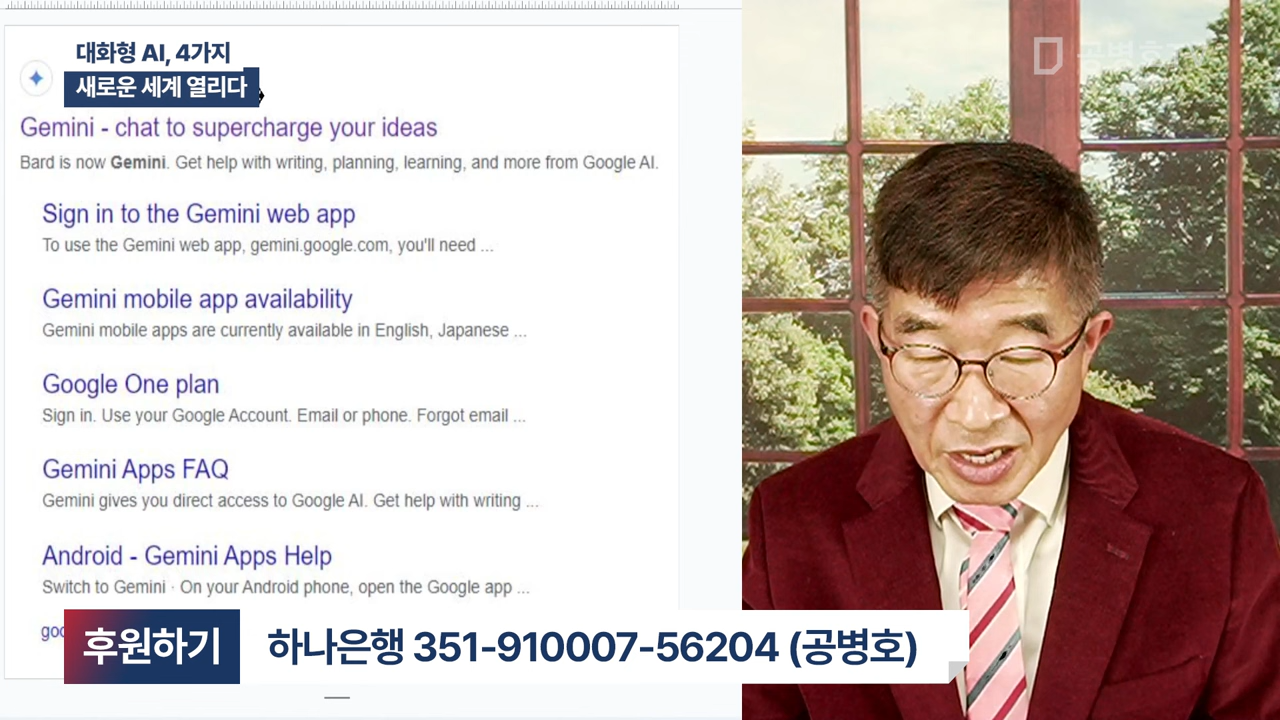 대화형 AI, 4가지
새로운 세계 열리다
Gemini - chat to supercharge your ideas
Bard is now Gemini. Get help with writing, planning, learning, and more from Google AI.
Sign in to the Gemini web app
To use the Gemini web app, gemini.google.com, you'll need ...
Gemini mobile app availability
Gemini mobile apps are currently available in English, Japanese ...
Google One plan
Sign in. Use your Google Account. Email or phone. Forgot email ...
Gemini Apps FAQ
Gemini gives you direct access to Google AI. Get help with writing ...
Android - Gemini Apps Help
Switch to Gemini · On your Android phone, open the Google app ...
후원하기
하나은행 351-910007-56204 (공병호)